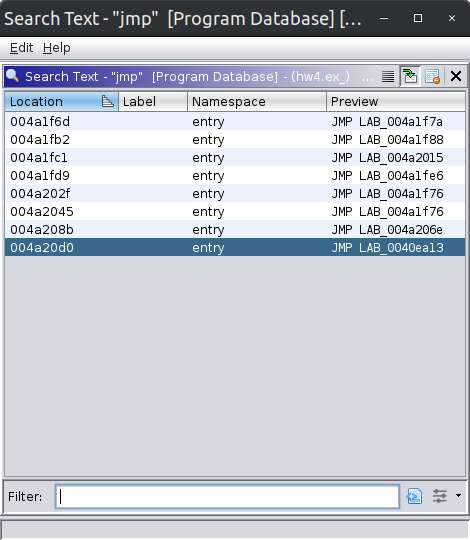 Search Text - "jmp" [Program Database] [...
Edit Help
Search Text - "jmp" [Program Database] - (hw4.ex_) ...
Location Label Namespace Preview
004a1f6d entry JMP LAB_004a1f7a
004a1fb2 entry JMP LAB_004a1f88
004a1fc1 entry JMP LAB_004a2015
004a1fd9 entry JMP LAB_004a1fe6
004a202f entry JMP LAB_004a1f76
004a2045 entry JMP LAB_004a1f76
004a208b entry JMP LAB_004a206e
004a20d0 entry JMP LAB_0040ea13
Filter: